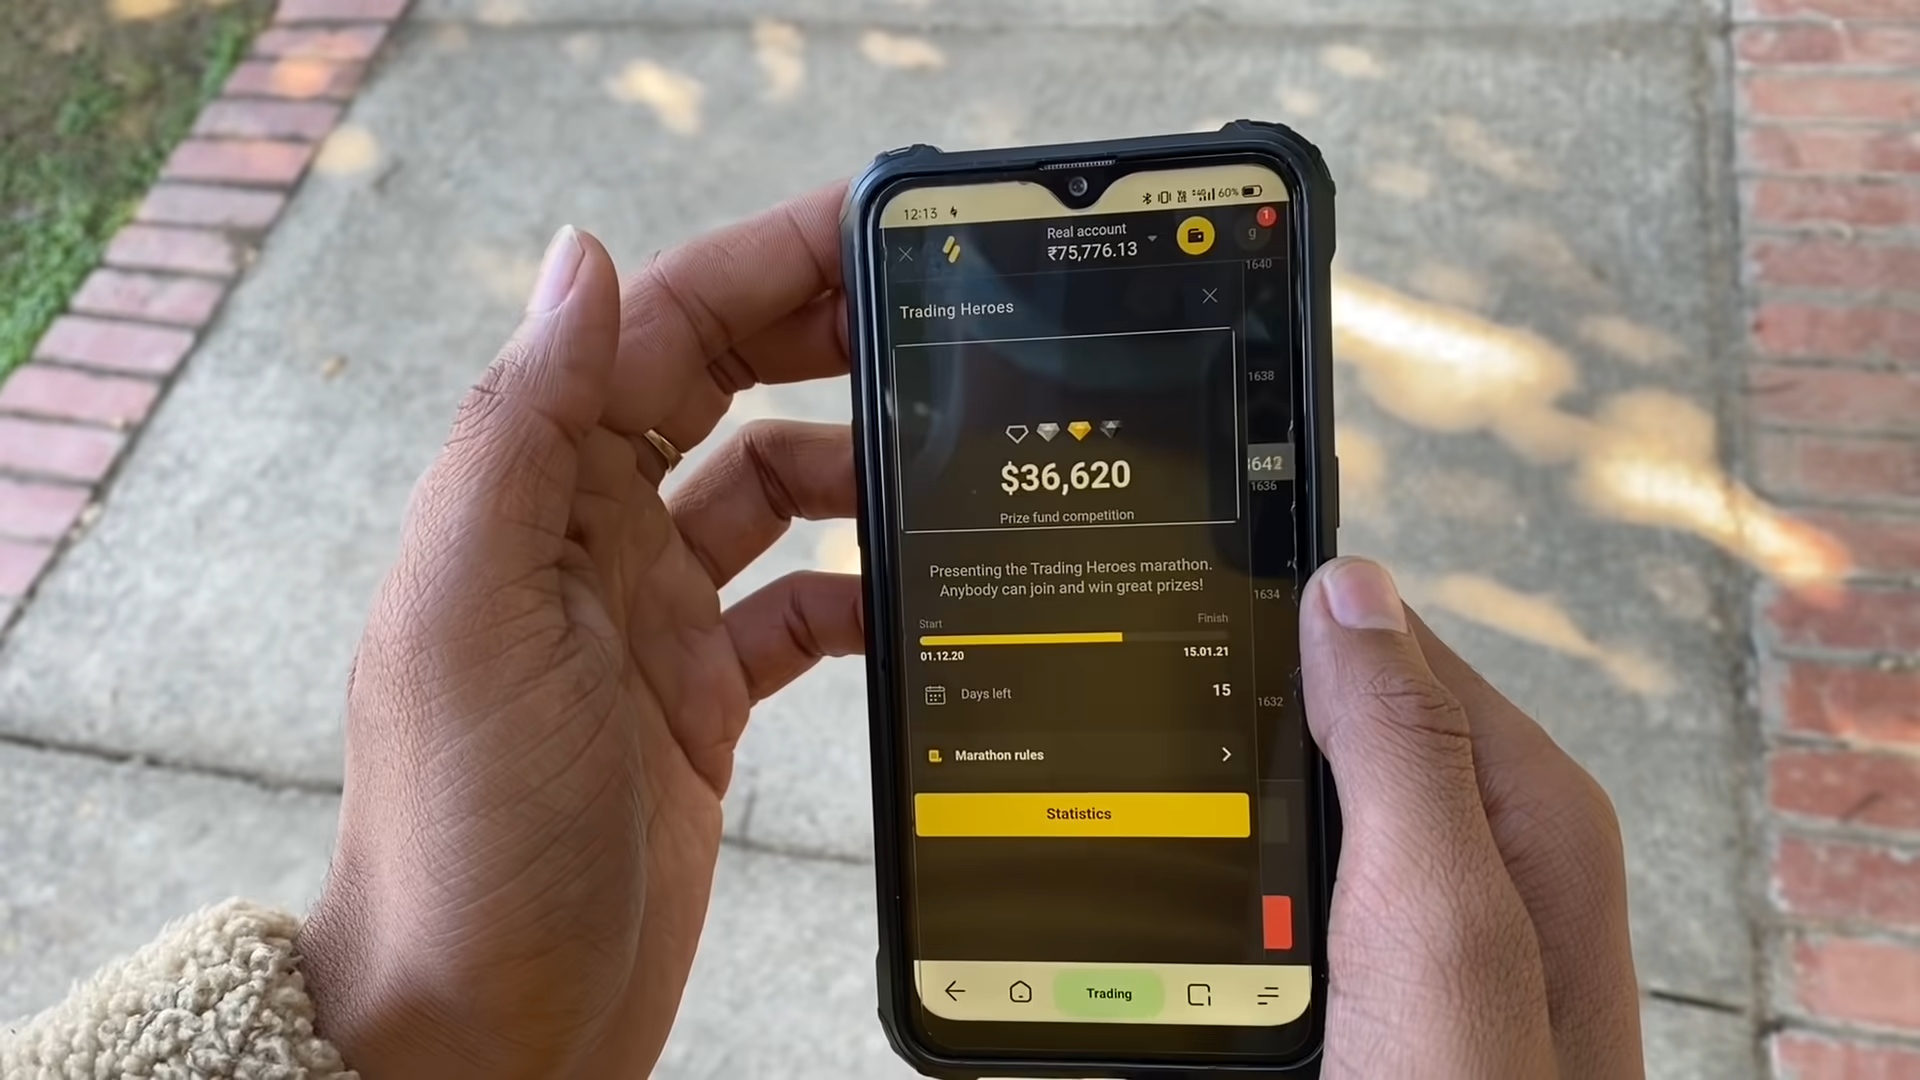 12:13
60%
Real account
₹75,776.13
g
1
1640
Trading Heroes
1638
$36,620
1636
Prize fund competition
Presenting the Trading Heroes marathon.
Anybody can join and win great prizes!
1634
Start
Finish
01.12.20
15.01.21
Days left
15
1632
Marathon rules
Statistics
Trading